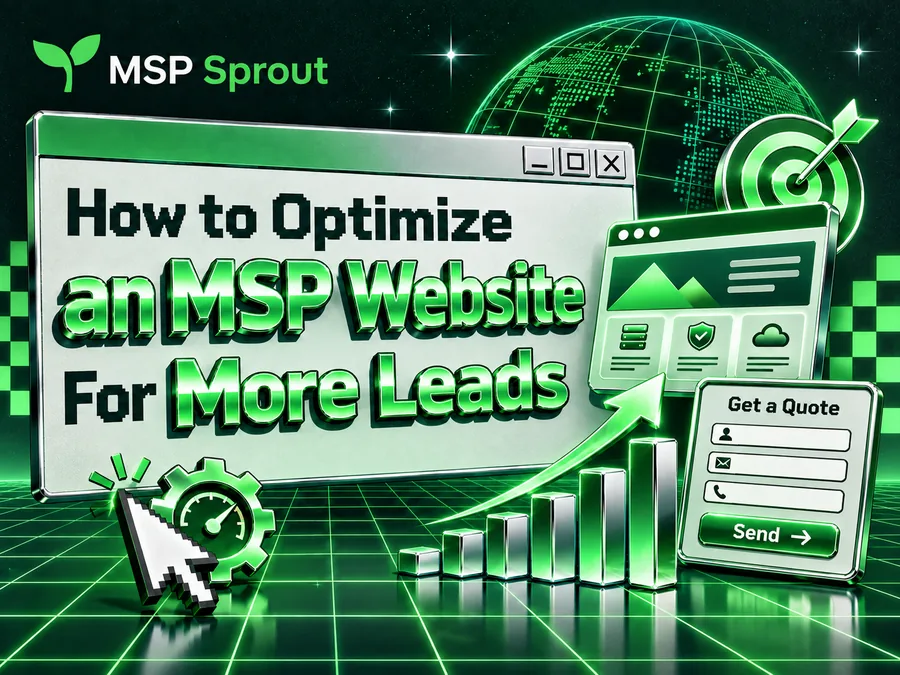 MSP Sprout
How to Optimize
an MSP Website
For More Leads
Get a Quote
Send